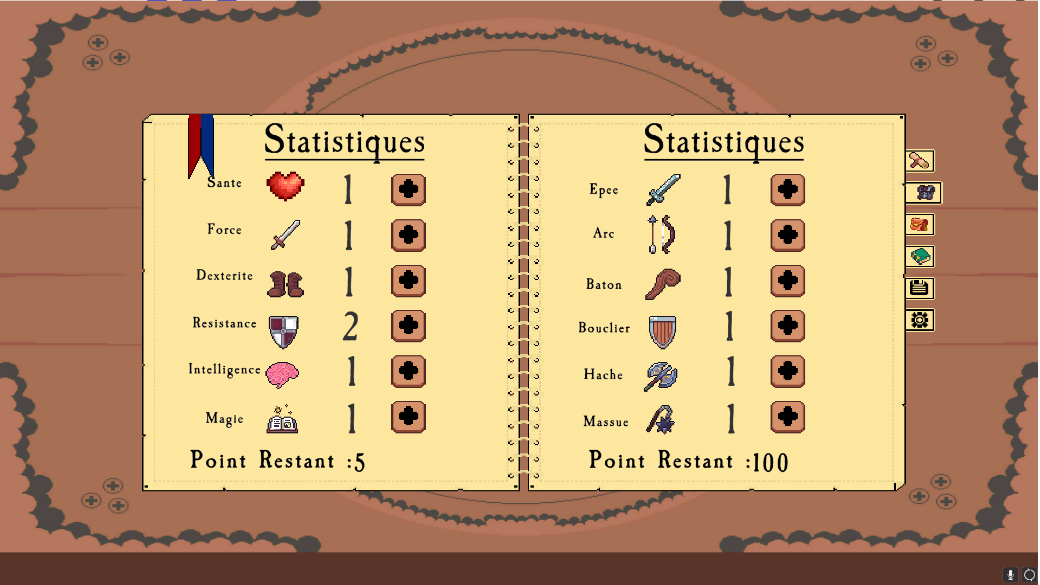 Statistiques
Sante 1
Force 1
Dexterite 1
Resistance 2
Intelligence 1
Magie 1
Point Restant :5
Statistiques
Epee 1
Arc 1
Baton 1
Bouclier 1
Hache 1
Massue 1
Point Restant :100